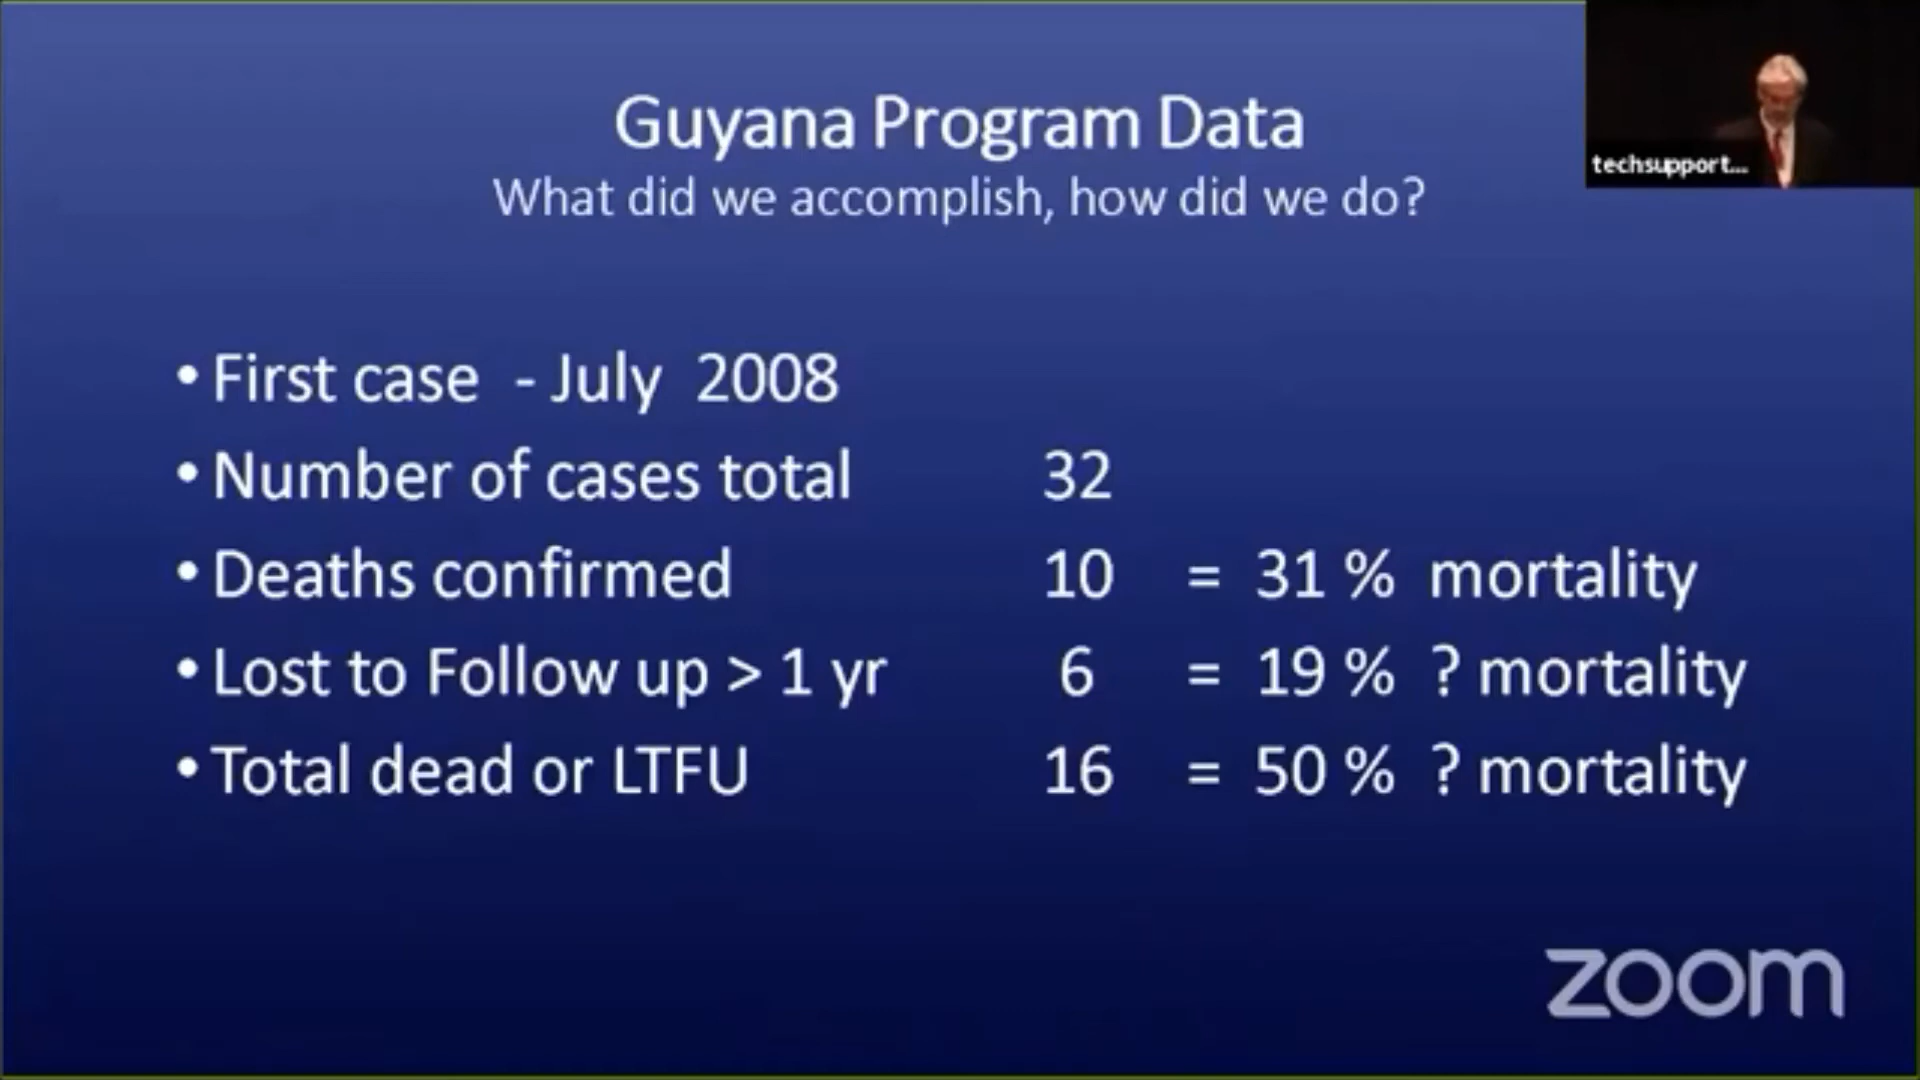 Guyana Program Data
What did we accomplish, how did we do?
techsupport...
• First case - July 2008
• Number of cases total 32
• Deaths confirmed 10 = 31 % mortality
• Lost to Follow up > 1 yr 6 = 19 % ? mortality
• Total dead or LTFU 16 = 50 % ? mortality
zoom